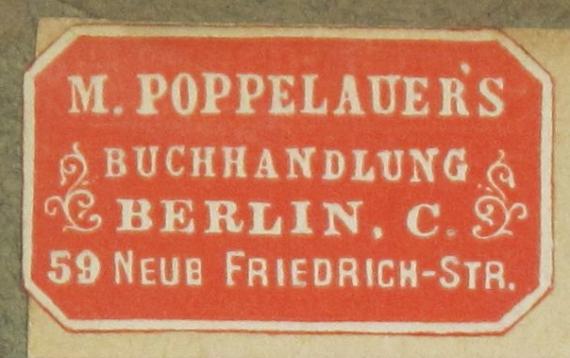 M. POPPELAUER'S
BUCHHANDLUNG
BERLIN, C.
59 NEUE FRIEDRICH-STR.